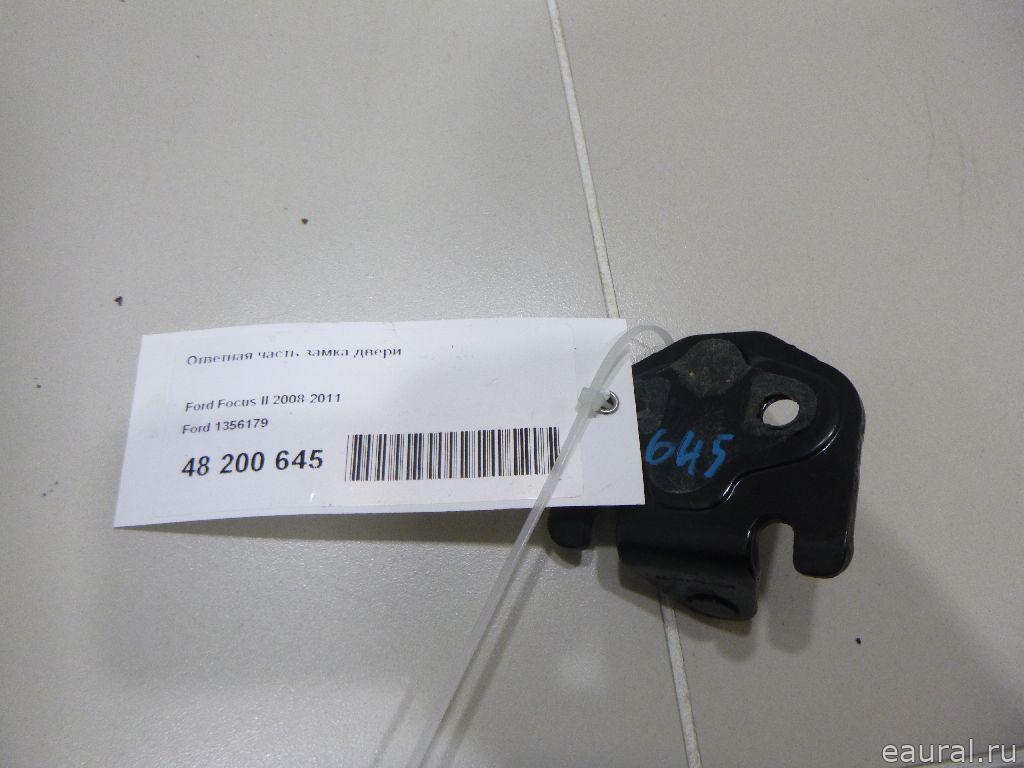 Ответная часть замка двери
Ford Focus II 2008-2011
Ford 1356179
48 200 645
645
eaural.ru